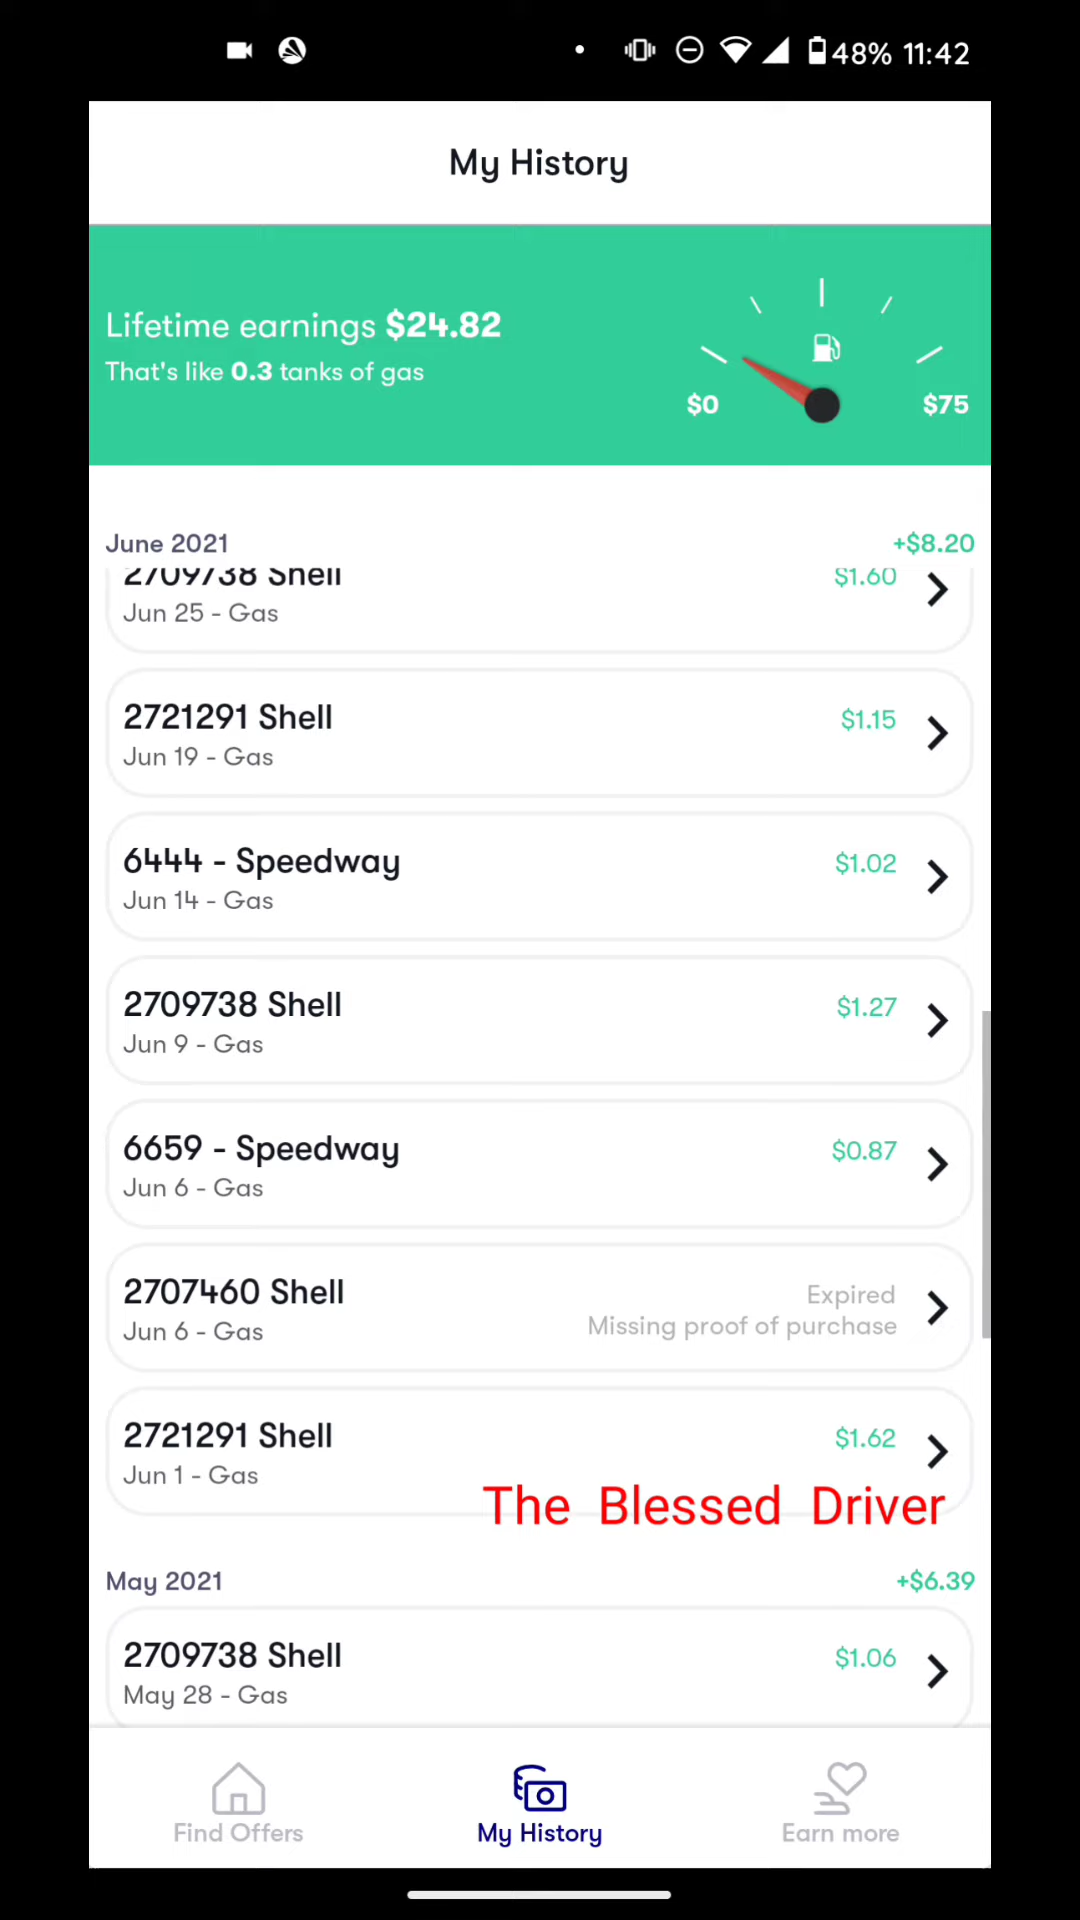 48% 11:42
My History
Lifetime earnings $24.82
That's like 0.3 tanks of gas
$0 $75
June 2021 +$8.20
2709738 Shell $1.60
Jun 25 - Gas
2721291 Shell $1.15
Jun 19 - Gas
6444 - Speedway $1.02
Jun 14 - Gas
2709738 Shell $1.27
Jun 9 - Gas
6659 - Speedway $0.87
Jun 6 - Gas
2707460 Shell Expired
Jun 6 - Gas Missing proof of purchase
2721291 Shell $1.62
Jun 1 - Gas
The Blessed Driver
May 2021 +$6.39
2709738 Shell $1.06
May 28 - Gas
Find Offers My History Earn more